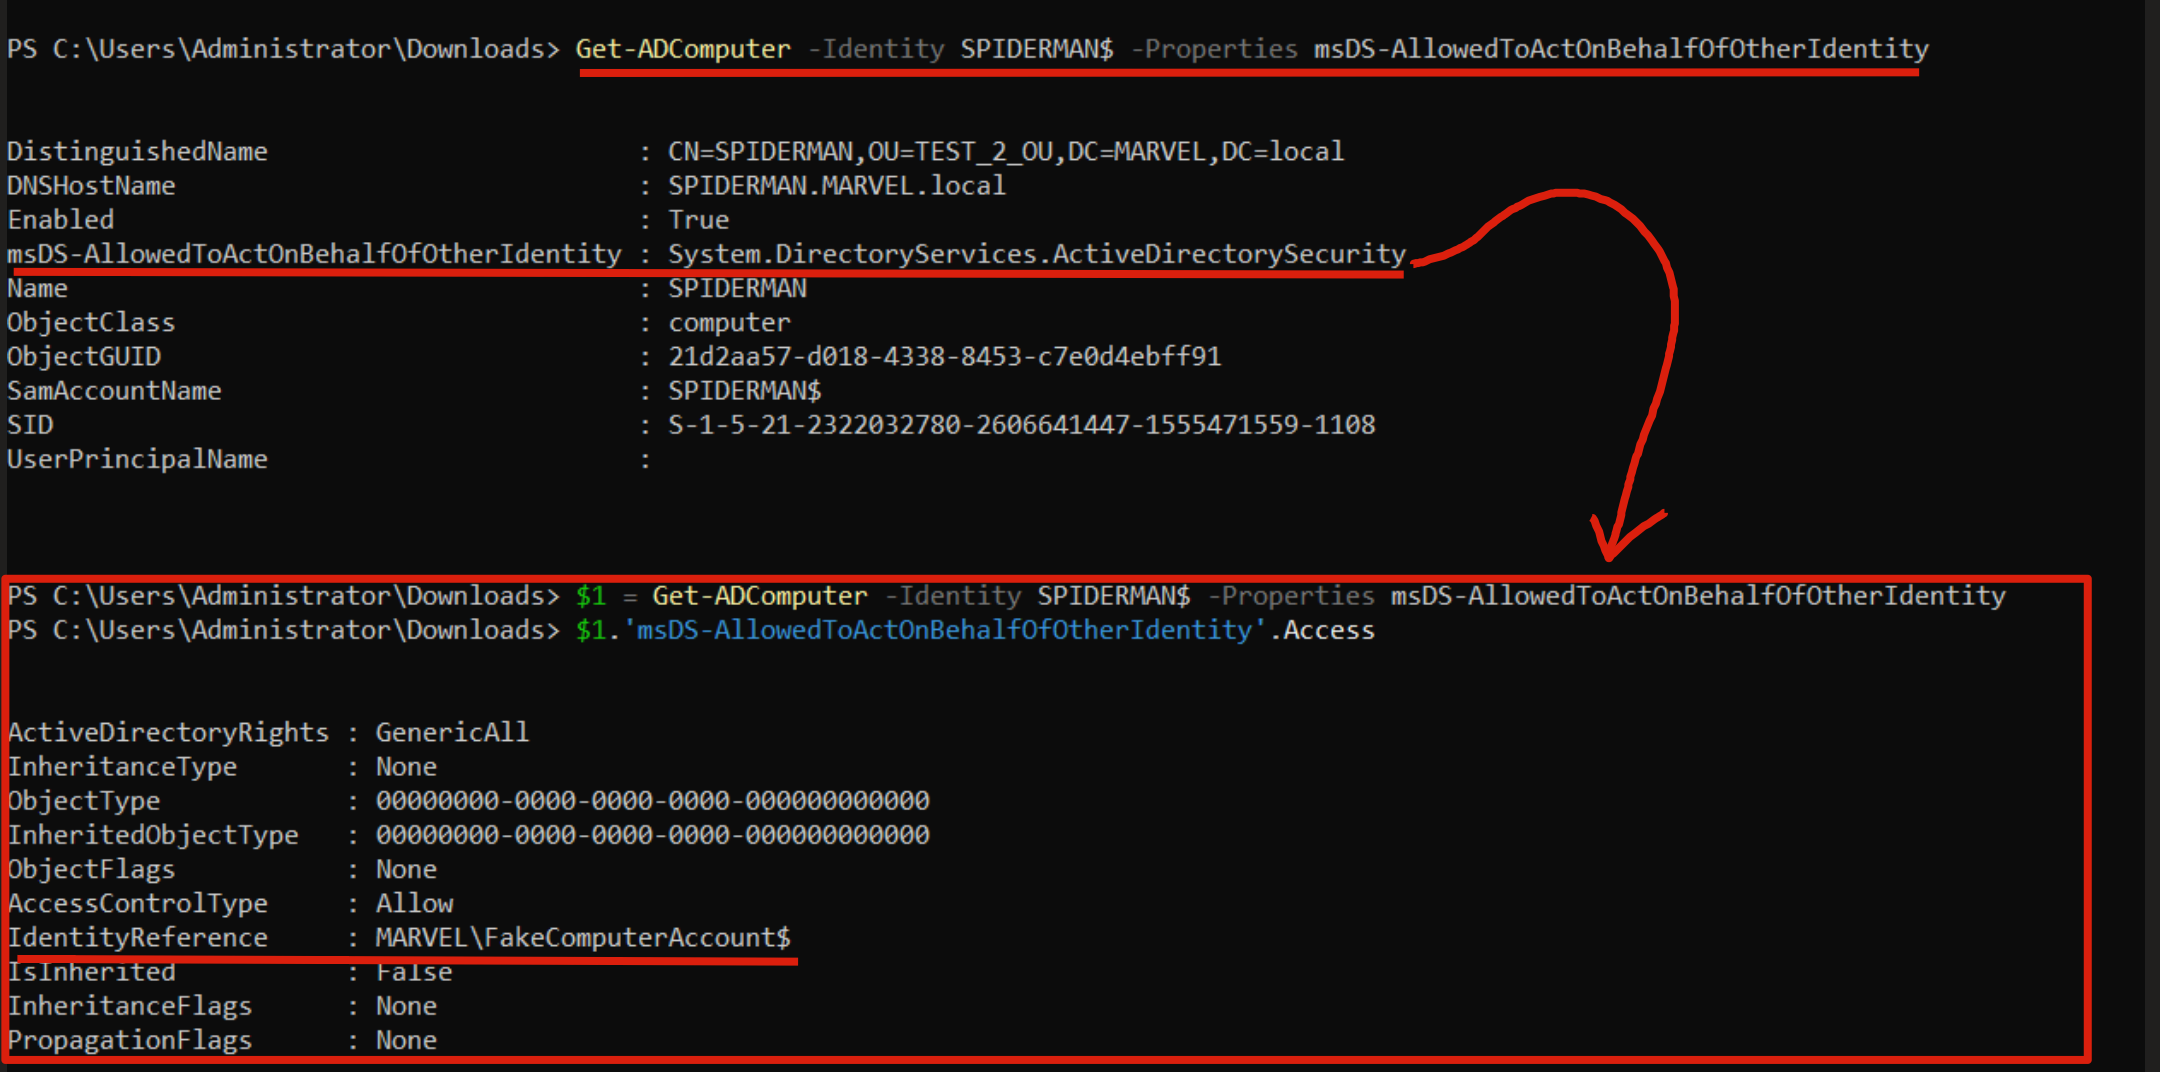 PS C:\Users\Administrator\Downloads> Get-ADComputer -Identity SPIDERMAN$ -Properties msDS-AllowedToActOnBehalfOfOtherIdentity
DistinguishedName : CN=SPIDERMAN,OU=TEST_2_OU,DC=MARVEL,DC=local
DNSHostName : SPIDERMAN.MARVEL.local
Enabled : True
msDS-AllowedToActOnBehalfOfOtherIdentity : System.DirectoryServices.ActiveDirectorySecurity
Name : SPIDERMAN
ObjectClass : computer
ObjectGUID : 21d2aa57-d018-4338-8453-c7e0d4ebff91
SamAccountName : SPIDERMAN$
SID : S-1-5-21-2322032780-2606641447-1555471559-1108
UserPrincipalName :
PS C:\Users\Administrator\Downloads> $1 = Get-ADComputer -Identity SPIDERMAN$ -Properties msDS-AllowedToActOnBehalfOfOtherIdentity
PS C:\Users\Administrator\Downloads> $1.'msDS-AllowedToActOnBehalfOfOtherIdentity'.Access
ActiveDirectoryRights : GenericAll
InheritanceType : None
ObjectType : 00000000-0000-0000-0000-000000000000
InheritedObjectType : 00000000-0000-0000-0000-000000000000
ObjectFlags : None
AccessControlType : Allow
IdentityReference : MARVEL\FakeComputerAccount$
IsInherited : False
InheritanceFlags : None
PropagationFlags : None